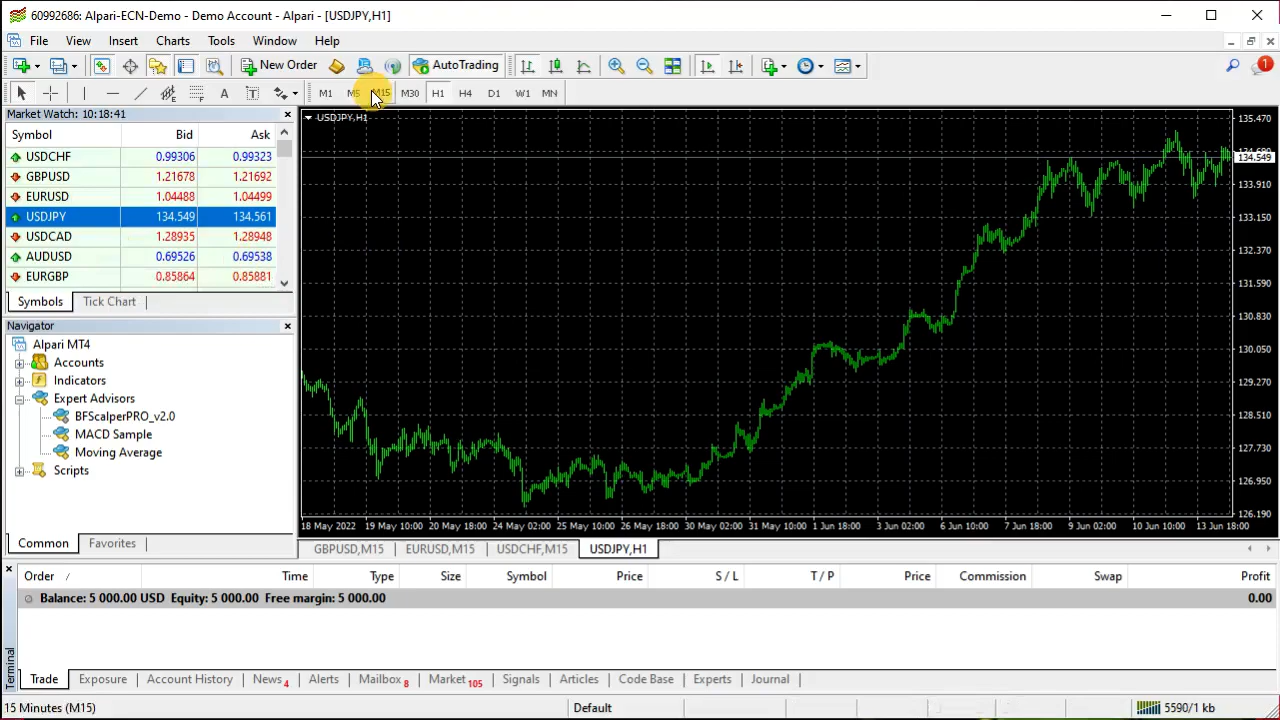 60992686: Alpari-ECN-Demo - Demo Account - Alpari - [USDJPY,H1]
File View Insert Charts Tools Window Help
New Order AutoTrading 1
A T M1 M5 M15 M30 H1 H4 D1 W1 MN
Market Watch: 10:18:41
Symbol Bid Ask
USDCHF 0.99306 0.99323
GBPUSD 1.21678 1.21692
EURUSD 1.04488 1.04499
USDJPY 134.549 134.561
USDCAD 1.28935 1.28948
AUDUSD 0.69526 0.69538
EURGBP 0.85864 0.85881
Symbols Tick Chart
Navigator
Alpari MT4
Accounts
Indicators
Expert Advisors
BFScalperPRO_v2.0
MACD Sample
Moving Average
Scripts
Common Favorites
USDJPY,H1
135.470
134.549
133.910
133.150
132.370
131.590
130.830
130.050
129.270
128.510
127.730
126.950
126.190
18 May 2022 19 May 10:00 20 May 18:00 24 May 02:00 25 May 10:00 26 May 18:00 30 May 02:00 31 May 10:00 1 Jun 18:00 3 Jun 02:00 6 Jun 10:00 7 Jun 18:00 9 Jun 02:00 10 Jun 10:00 13 Jun 18:00
GBPUSD,M15 EURUSD,M15 USDCHF,M15 USDJPY,H1
Order / Time Type Size Symbol Price S / L T / P Price Commission Swap Profit
Balance: 5 000.00 USD Equity: 5 000.00 Free margin: 5 000.00 0.00
Terminal
Trade Exposure Account History News 4 Alerts Mailbox 8 Market 105 Signals Articles Code Base Experts Journal
15 Minutes (M15) Default 5590/1 kb